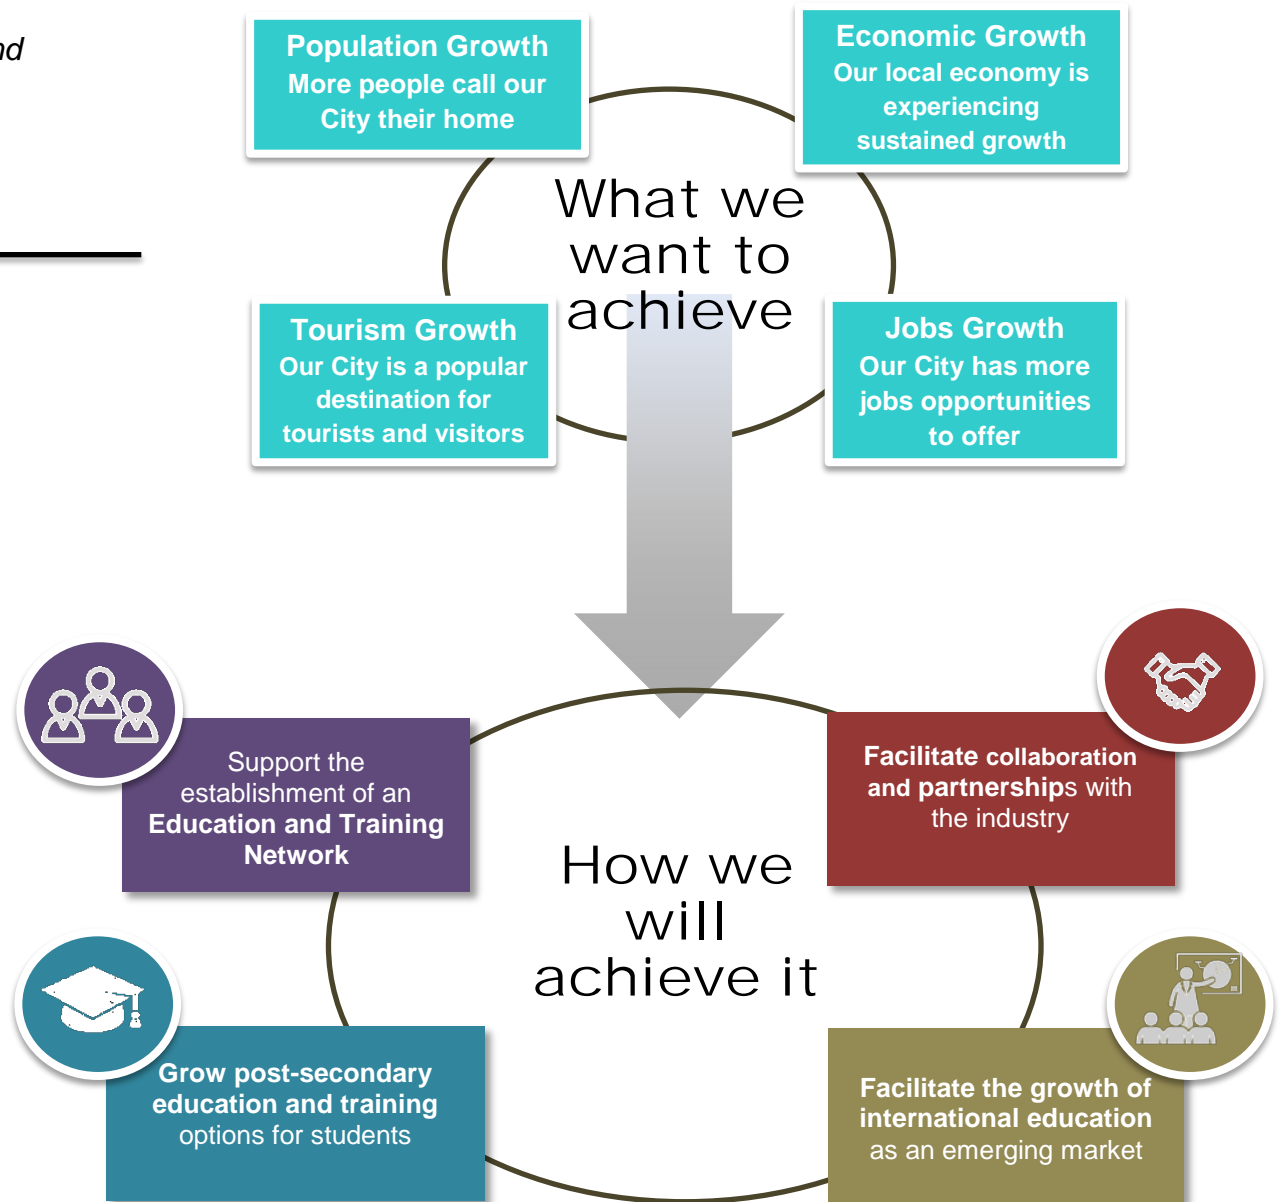 nd
Population Growth
More people call our
City their home
Economic Growth
Our local economy is
experiencing
sustained growth
What we
want to
achieve
Tourism Growth
Our City is a popular
destination for
tourists and visitors
Jobs Growth
Our City has more
jobs opportunities
to offer
Support the
establishment of an
Education and Training
Network
Facilitate collaboration
and partnerships with
the industry
How we
will
achieve it
Grow post-secondary
education and training
options for students
Facilitate the growth of
international education
as an emerging market